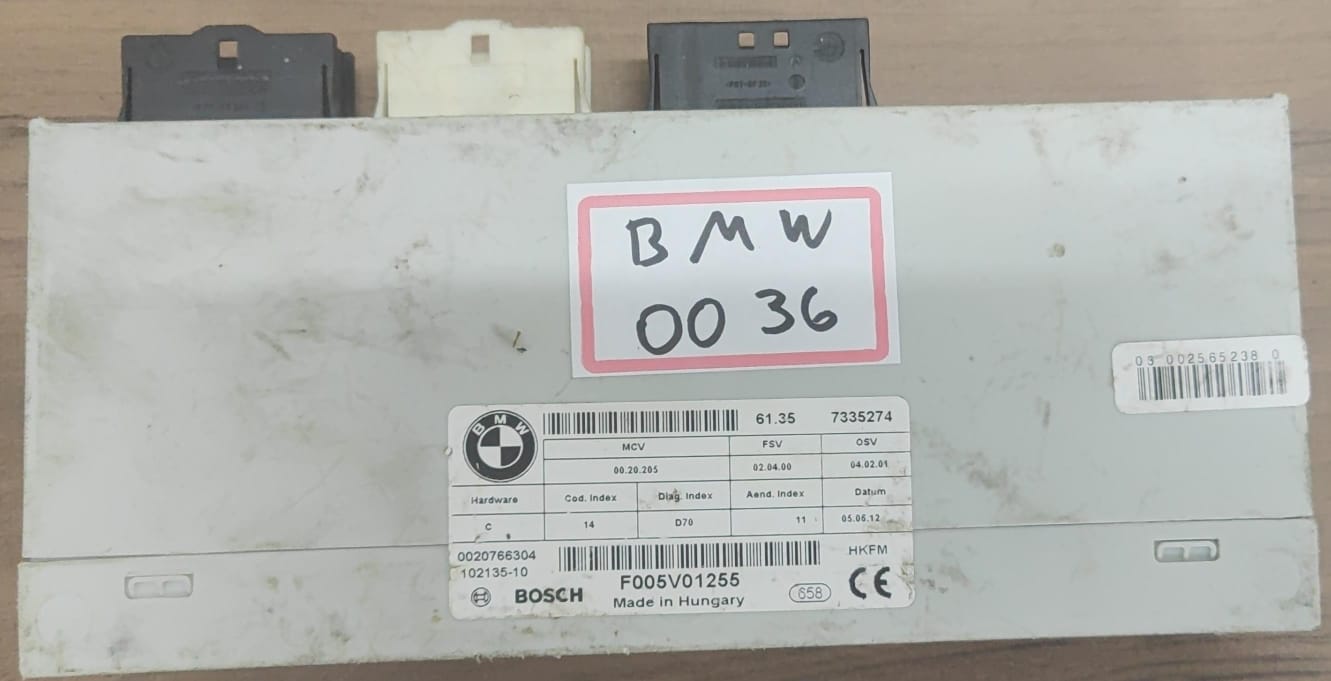 BMW
00 36
03 002565238 0
BMW
61.35 7335274
MCV FSV OSV
00.20.205 02.04.00 04.02.01
Hardware Cod. Index Diag. Index Aend. Index Datum
C 14 D70 11 05.06.12
0020766304 HKFM
102135-10
F005V01255
BOSCH Made in Hungary 658 CE